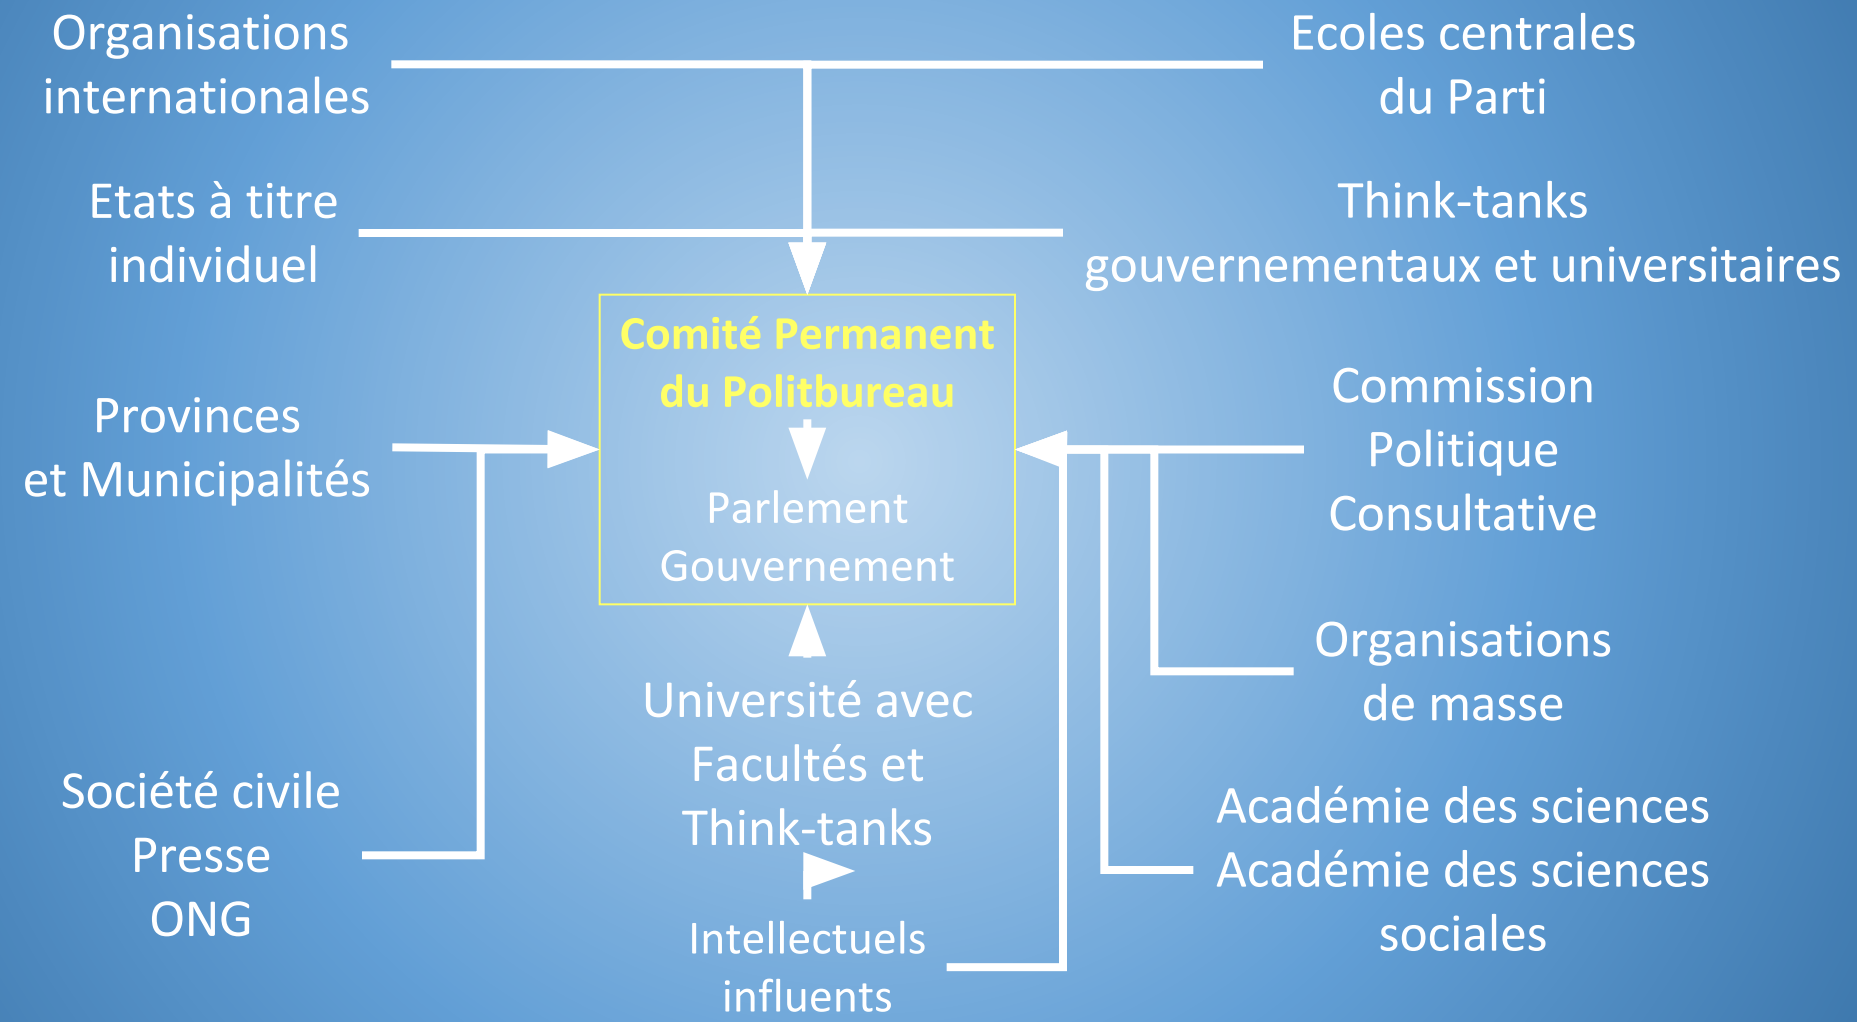 Organisations
internationales
Ecoles centrales
du Parti
Etats à titre
individuel
Think-tanks
gouvernementaux et universitaires
Comité Permanent
du Politbureau
Parlement
Gouvernement
Provinces
et Municipalités
Commission
Politique
Consultative
Organisations
de masse
Université avec
Facultés et
Think-tanks
Société civile
Presse
ONG
Académie des sciences
Académie des sciences
sociales
Intellectuels
influents